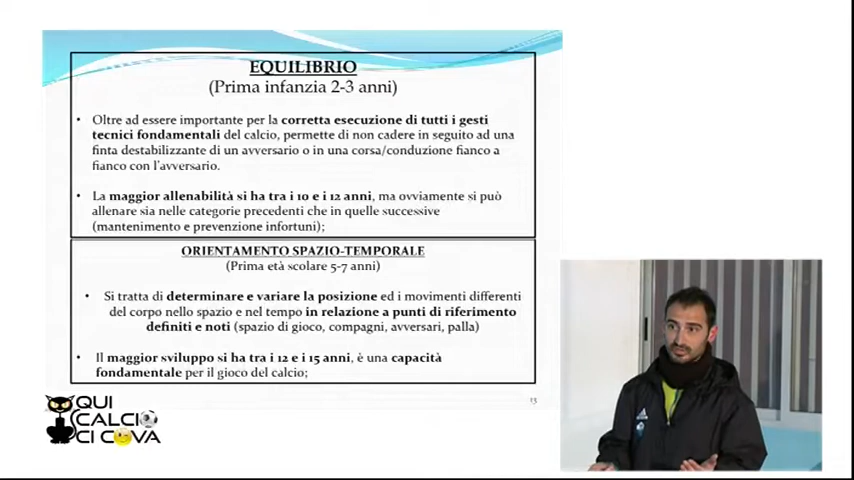 EQUILIBRIO
(Prima infanzia 2-3 anni)
• Oltre ad essere importante per la corretta esecuzione di tutti i gesti
tecnici fondamentali del calcio, permette di non cadere in seguito ad una
finta destabilizzante di un avversario o in una corsa/conduzione fianco a
fianco con l'avversario.
• La maggior allenabilità si ha tra i 10 e i 12 anni, ma ovviamente si può
allenare sia nelle categorie precedenti che in quelle successive
(mantenimento e prevenzione infortuni);
ORIENTAMENTO SPAZIO-TEMPORALE
(Prima età scolare 5-7 anni)
• Si tratta di determinare e variare la posizione ed i movimenti differenti
del corpo nello spazio e nel tempo in relazione a punti di riferimento
definiti e noti (spazio di gioco, compagni, avversari, palla)
• Il maggior sviluppo si ha tra i 12 e i 15 anni, è una capacità
fondamentale per il gioco del calcio;
13
QUI
CALCIO
CI COVA